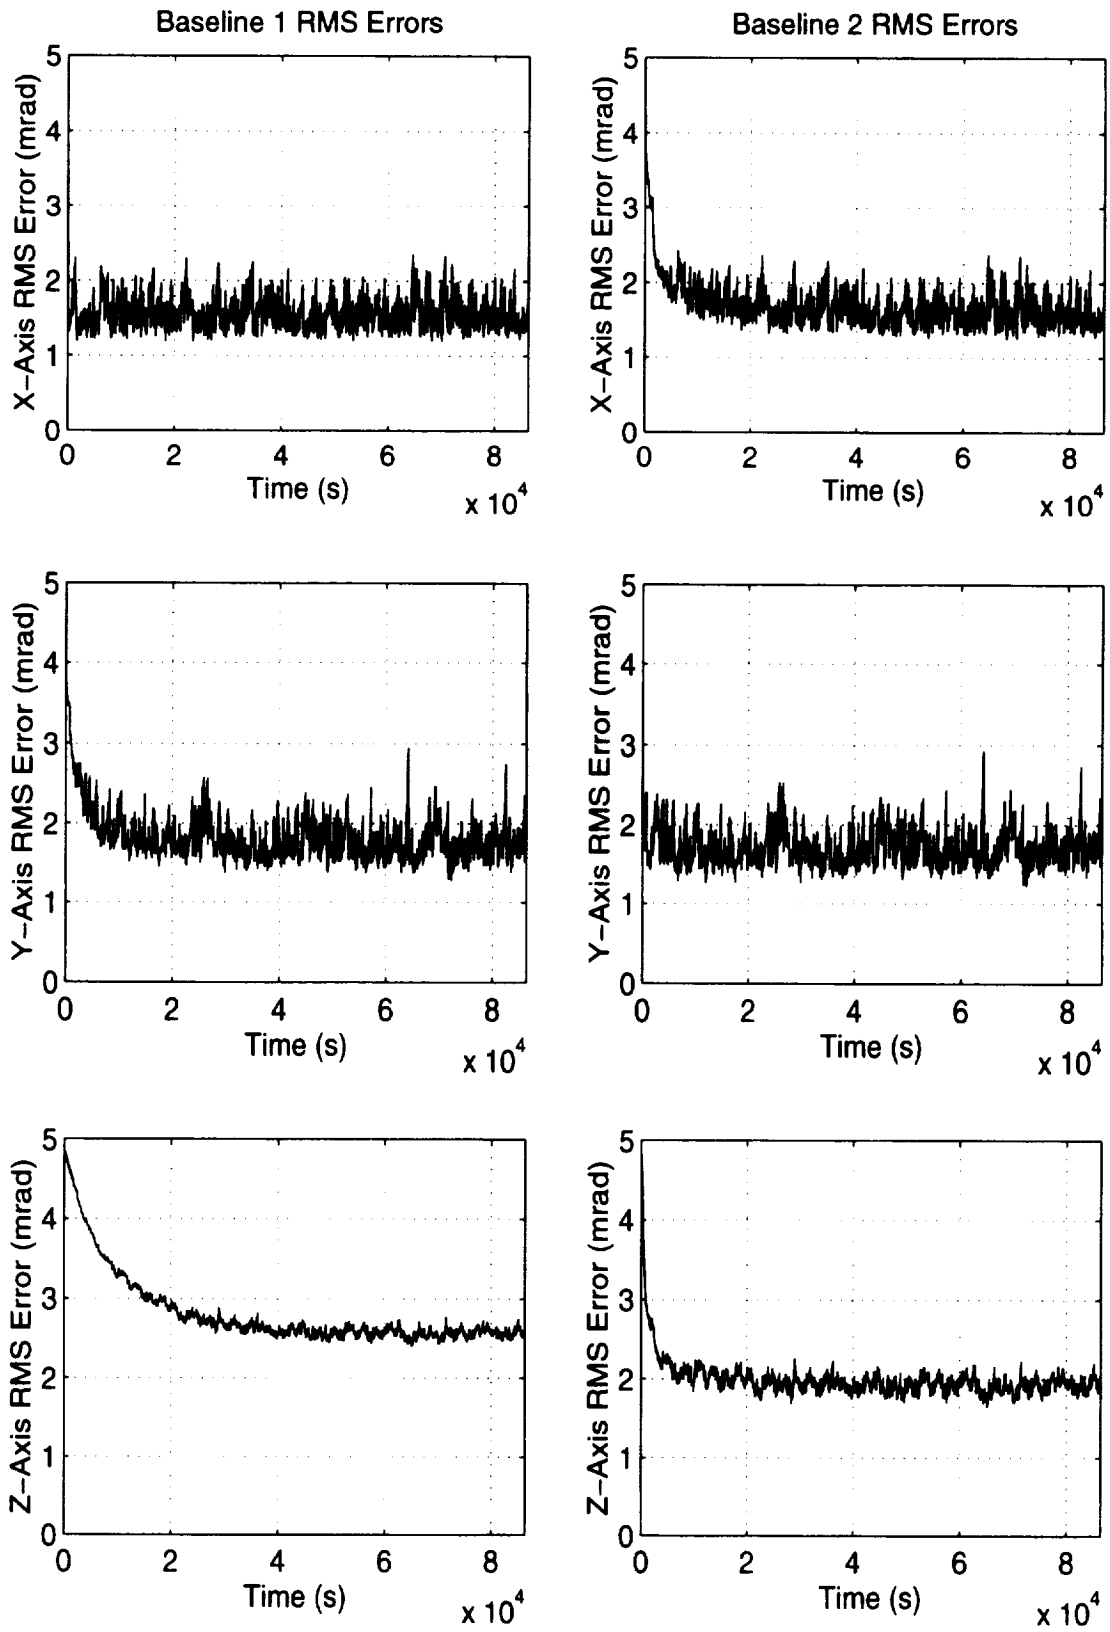 Baseline 1 RMS Errors
X-Axis RMS Error (mrad)
5
4
3
2
1
0
0 2 4 6 8
Time (s)
x 10^4
Baseline 2 RMS Errors
X-Axis RMS Error (mrad)
5
4
3
2
1
0
0 2 4 6 8
Time (s)
x 10^4
Y-Axis RMS Error (mrad)
5
4
3
2
1
0
0 2 4 6 8
Time (s)
x 10^4
Y-Axis RMS Error (mrad)
5
4
3
2
1
0
0 2 4 6 8
Time (s)
x 10^4
Z-Axis RMS Error (mrad)
5
4
3
2
1
0
0 2 4 6 8
Time (s)
x 10^4
Z-Axis RMS Error (mrad)
5
4
3
2
1
0
0 2 4 6 8
Time (s)
x 10^4